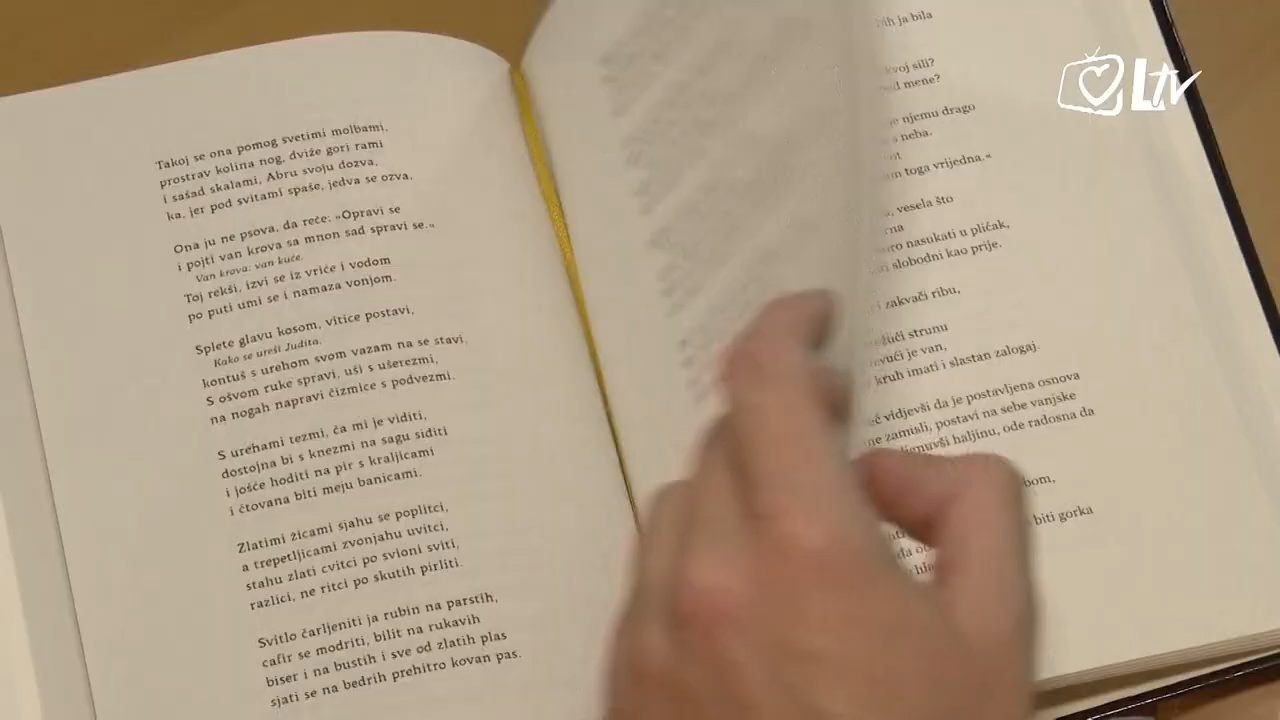 Takoj se ona pomog svetimi molbami,
prostrav kolina nog, dviže gori rami
i sašad skalami, Abru svoju dozva,
ka, jer pod svitami spaše, jedva se ozva.
Ona ju ne psova, da reče: »Opravi se
i pojti van krova sa mnon sad spravi se.«
Van krova: van kuće.
Toj rekši, izvi se iz vriće i vodom
po puti umi se i namaza vonjom.
Splete glavu kosom, vitice postavi,
Kako se ureši Judita.
kontuš s urehom svom vazam na se stavi,
S ošvom ruke spravi, uši s ušerezmi,
na nogah napravi čizmice s podvezmi.
S urehami tezmi, ča mi je viditi,
dostojna bi s knezmi na sagu siditi
i jošće hoditi na pir s kraljicami
i čtovana biti meju banicami.
Zlatimi žicami sjahu se poplitci,
a trepetljicami zvonjahu uvitci,
stahu zlati cvitci po svioni sviti,
razlici, ne ritci po skutih pirliti.
Svitlo čarljeniti ja rubin na parstih,
cafir se modriti, bilit na rukavih
biser i na bustih i sve od zlatih plas
sjati se na bedrih prehitro kovan pas.
ja bila
sili?
mene?
njemu drago
neba.
toga vrijedna.«
vesela što
nasukati u plićak,
slobodni kao prije.
zakvači ribu,
strunu
je van,
kruh imati i slastan zalogaj.
vidjevši da je postavljena osnova
zamisli, postavi na sebe vanjske
haljinu, ode radosna da
biti gorka
da
LTV